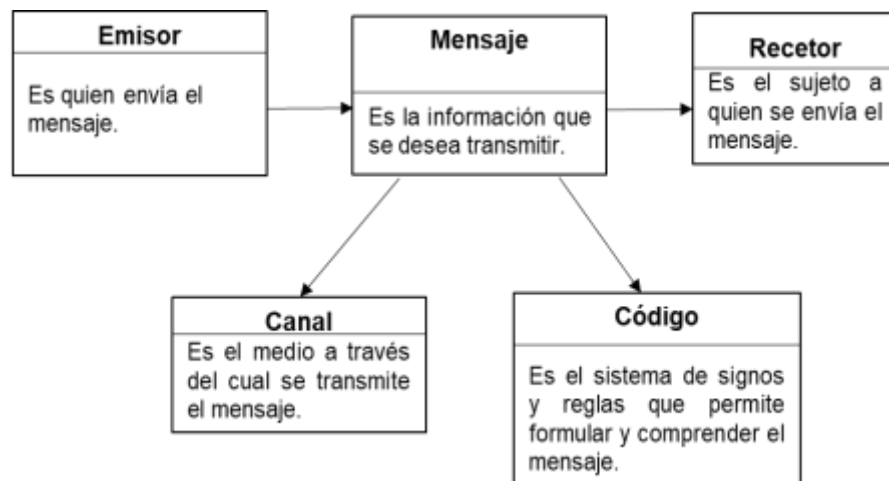 Emisor
Es quien envía el
mensaje.
Mensaje
Es la información que
se desea transmitir.
Recetor
Es el sujeto a
quien se envía el
mensaje.
Canal
Es el medio a través
del cual se transmite
el mensaje.
Código
Es el sistema de signos
y reglas que permite
formular y comprender el
mensaje.